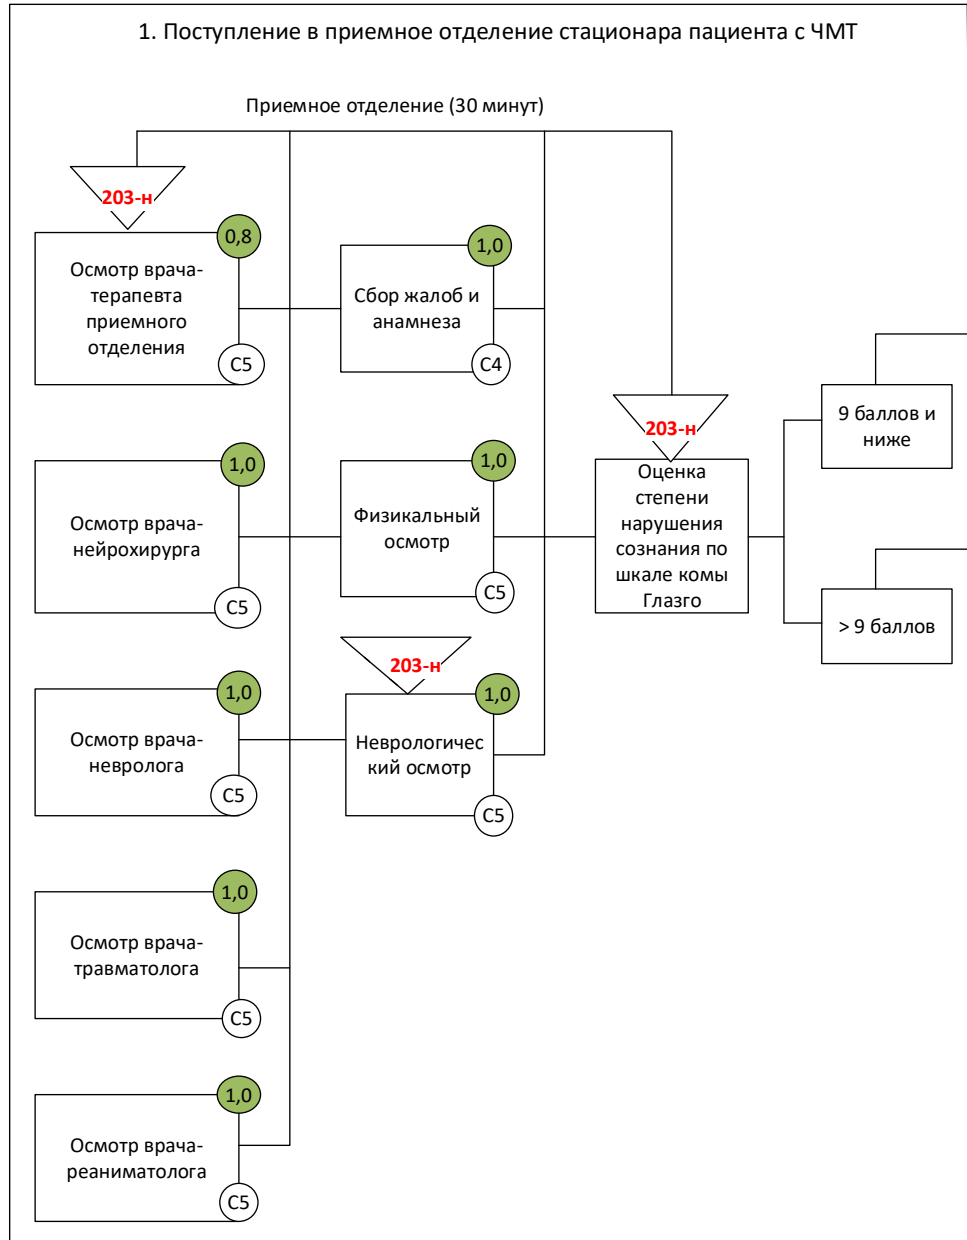 1. Поступление в приемное отделение стационара пациента с ЧМТ
Приемное отделение (30 минут)
203-н
0,8
Осмотр врача-
терапевта
приемного
отделения
С5
1,0
Сбор жалоб и
анамнеза
С4
1,0
Осмотр врача-
нейрохирурга
С5
1,0
Физикальный
осмотр
С5
203-н
Оценка
степени
нарушения
сознания по
шкале комы
Глазго
9 баллов и
ниже
> 9 баллов
1,0
Осмотр врача-
невролога
С5
203-н
1,0
Неврологичес
кий осмотр
С5
1,0
Осмотр врача-
травматолога
С5
1,0
Осмотр врача-
реаниматолога
С5